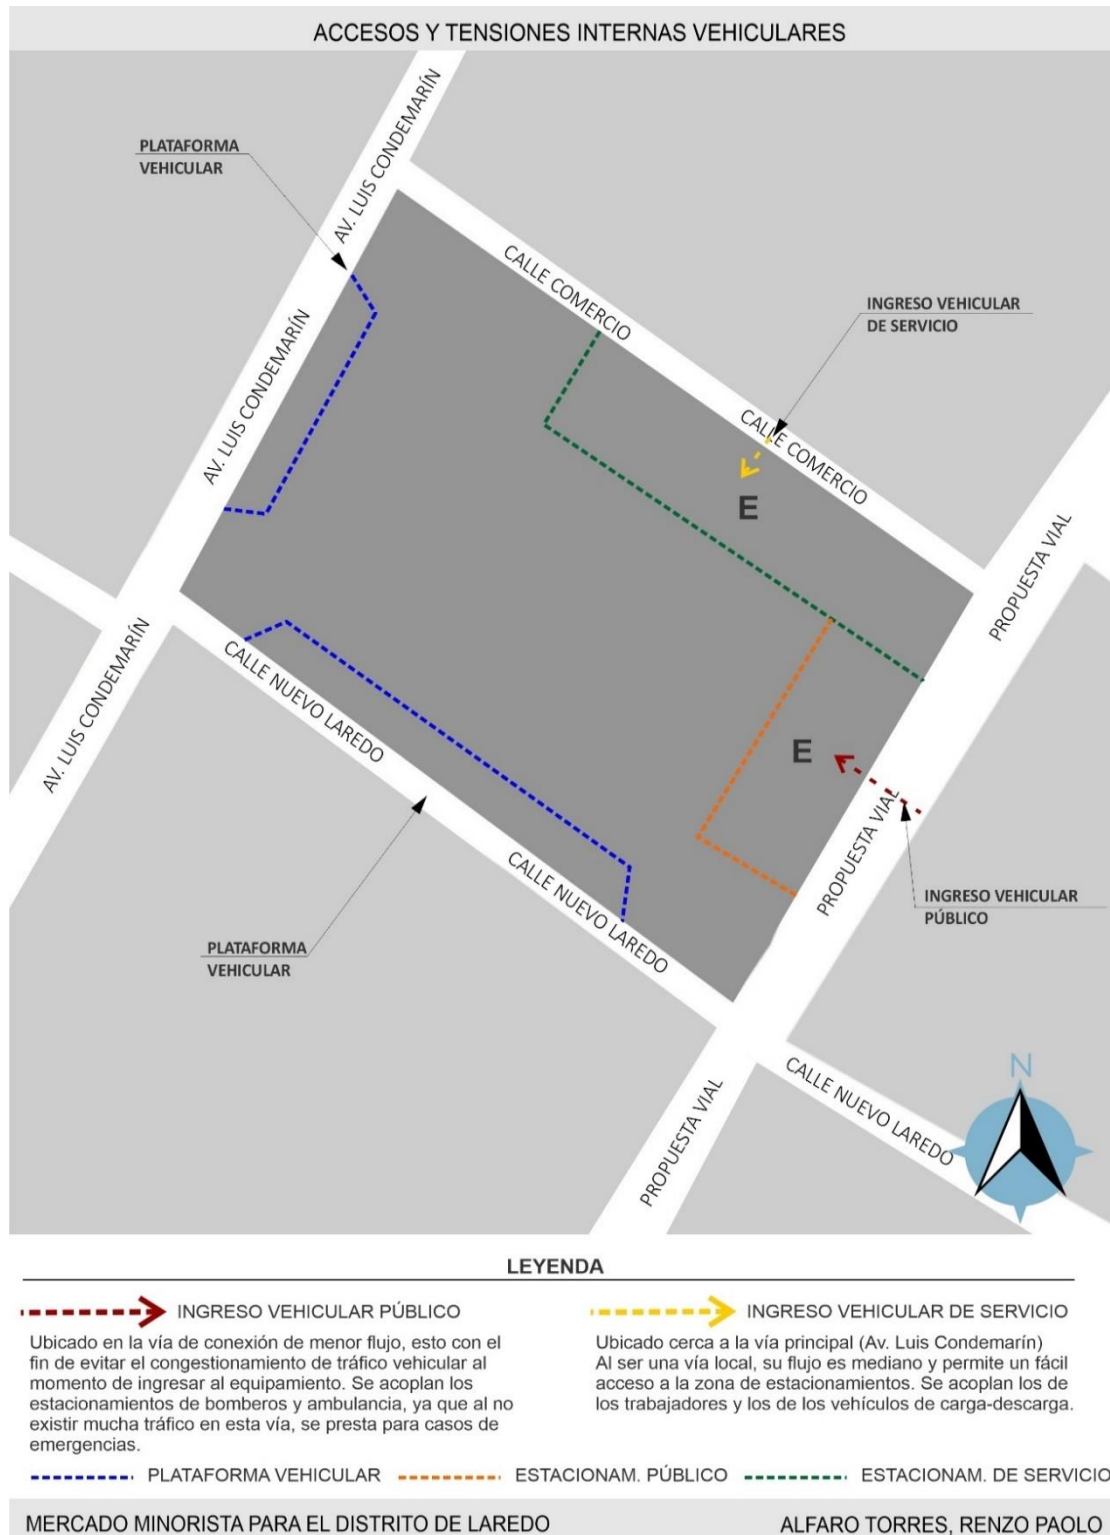 ACCESOS Y TENSIONES INTERNAS VEHICULARES
AV. LUIS CONDEMARÍN
PLATAFORMA
VEHICULAR
CALLE COMERCIO
INGRESO VEHICULAR
DE SERVICIO
AV. LUIS CONDEMARÍN
CALLE COMERCIO
E
PROPUESTA VIAL
AV. LUIS CONDEMARÍN
CALLE NUEVO LAREDO
E
PROPUESTA VIAL
INGRESO VEHICULAR
PÚBLICO
CALLE NUEVO LAREDO
PLATAFORMA
VEHICULAR
N
CALLE NUEVO LAREDO
PROPUESTA VIAL
LEYENDA
INGRESO VEHICULAR PÚBLICO
Ubicado en la vía de conexión de menor flujo, esto con el
fin de evitar el congestionamiento de tráfico vehicular al
momento de ingresar al equipamiento. Se acoplan los
estacionamientos de bomberos y ambulancia, ya que al no
existir mucha tráfico en esta vía, se presta para casos de
emergencias.
INGRESO VEHICULAR DE SERVICIO
Ubicado cerca a la vía principal (Av. Luis Condemarín)
Al ser una vía local, su flujo es mediano y permite un fácil
acceso a la zona de estacionamientos. Se acoplan los de
los trabajadores y los de los vehículos de carga-descarga.
PLATAFORMA VEHICULAR
ESTACIONAM. PÚBLICO
ESTACIONAM. DE SERVICIO
MERCADO MINORISTA PARA EL DISTRITO DE LAREDO
ALFARO TORRES, RENZO PAOLO